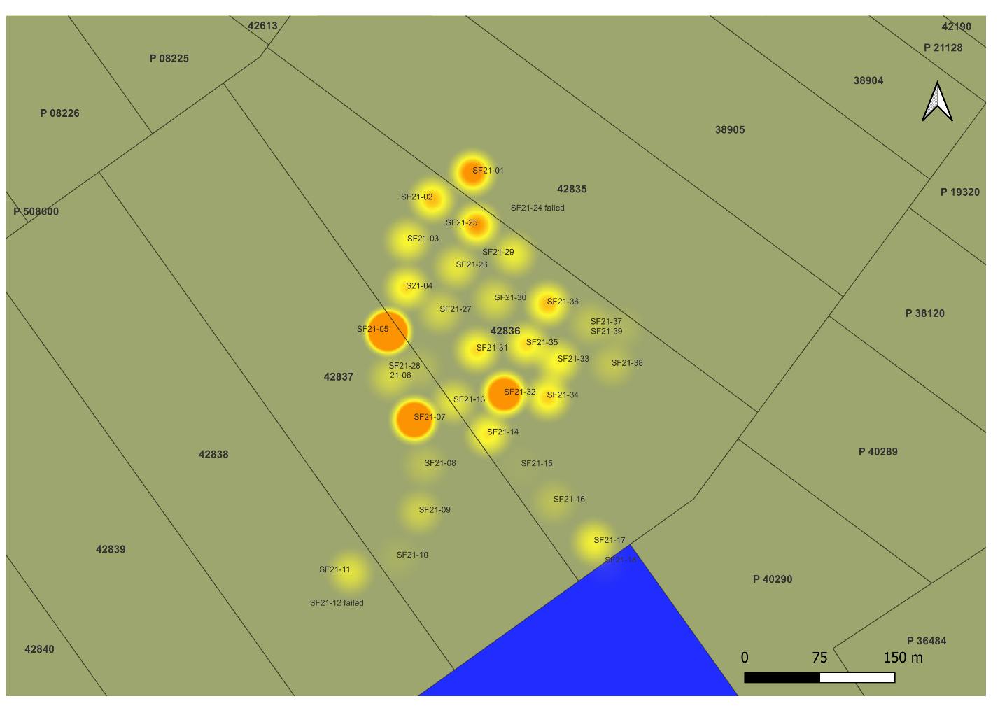 42613
42190
P 21128
P 08225
38904
P 08226
38905
SF21-01
42835
P 19320
SF21-02
SF21-24 failed
P 508600
SF21-25
SF21-03
SF21-29
SF21-26
S21-04
SF21-30
SF21-36
SF21-27
P 38120
SF21-37
SF21-05
42836
SF21-39
SF21-35
SF21-31
SF21-33
SF21-38
SF21-28
21-06
42837
SF21-32
SF21-34
SF21-13
SF21-07
SF21-14
P 40289
42838
SF21-08
SF21-15
SF21-16
SF21-09
SF21-17
42839
SF21-10
SF21-18
SF21-11
P 40290
SF21-12 failed
P 36484
42840
0 75 150 m